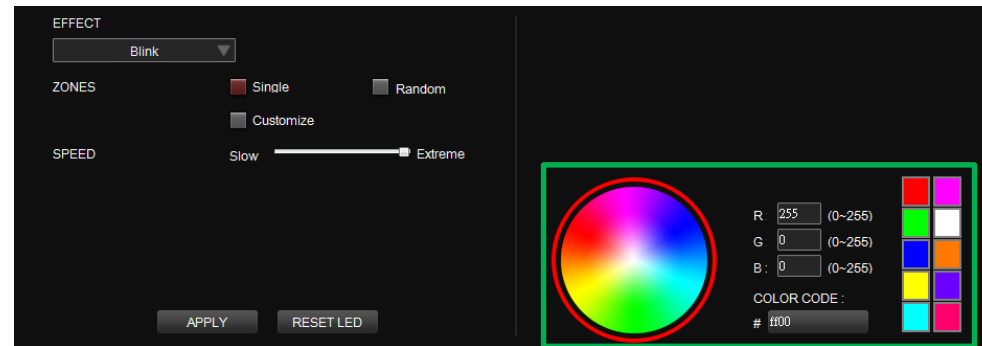 EFFECT
Blink
ZONES Single Random
Customize
SPEED Slow Extreme
R 255 (0~255)
G 0 (0~255)
B : 0 (0~255)
COLOR CODE :
# ff00
APPLY RESET LED